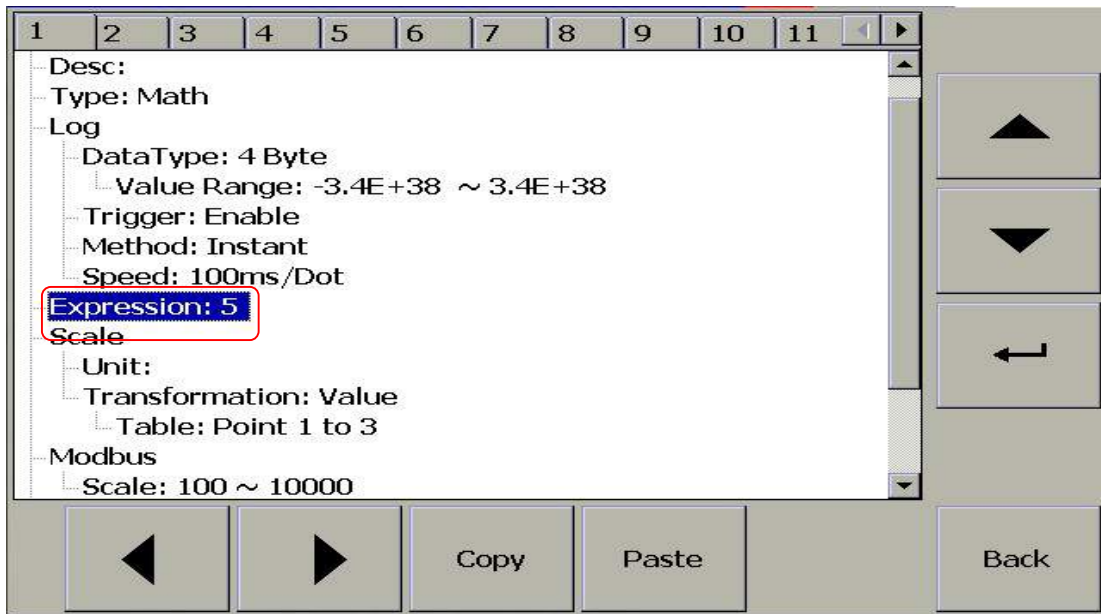 1 2 3 4 5 6 7 8 9 10 11
Desc:
Type: Math
Log
DataType: 4 Byte
Value Range: -3.4E+38 ~ 3.4E+38
Trigger: Enable
Method: Instant
Speed: 100ms/Dot
Expression: 5
Scale
Unit:
Transformation: Value
Table: Point 1 to 3
Modbus
Scale: 100 ~ 10000
Copy Paste Back